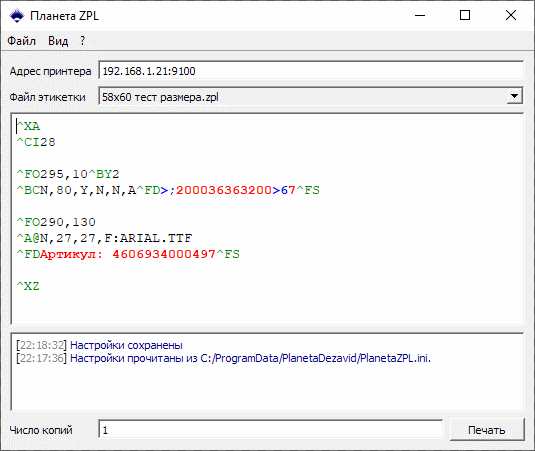 Планета ZPL
Файл Вид ?
Адрес принтера 192.168.1.21:9100
Файл этикетки 58x60 тест размера.zpl
^XA
^CI28
^FO295,10^BY2
^BCN,80,Y,N,N,A^FD>;200036363200>67^FS
^FO290,130
^A@N,27,27,F:ARIAL.TTF
^FDАртикул: 4606934000497^FS
^XZ
[22:18:32] Настройки сохранены
[22:17:36] Настройки прочитаны из C:/ProgramData/PlanetaDezavid/PlanetaZPL.ini.
Число копий 1 Печать